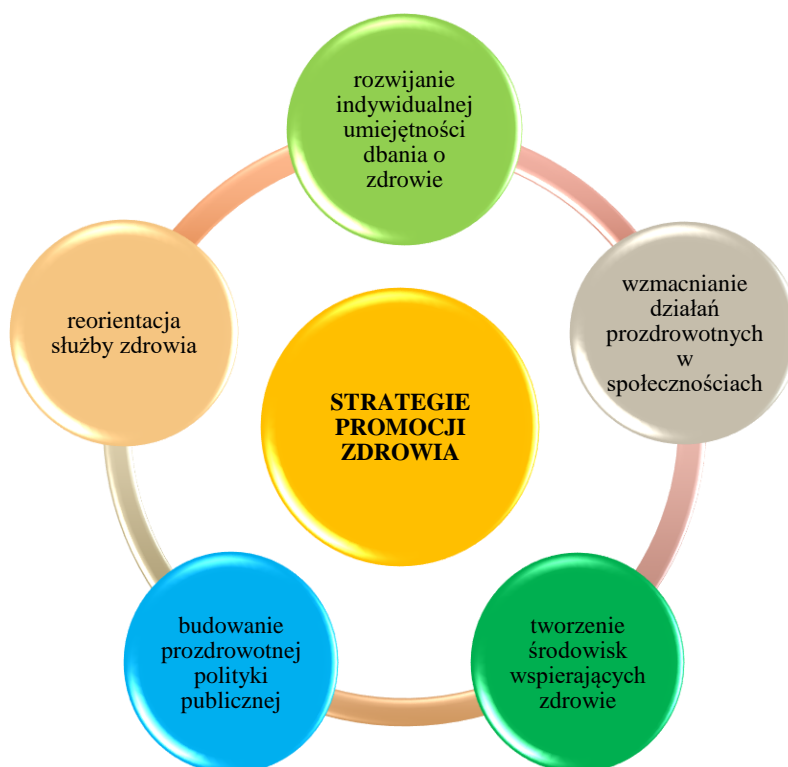 rozwijanie
indywidualnej
umiejętności
dbania o
zdrowie
wzmacnianie
działań
prozdrowotnych
w
społecznościach
tworzenie
środowisk
wspierających
zdrowie
budowanie
prozdrowotnej
polityki
publicznej
reorientacja
służby zdrowia
STRATEGIE
PROMOCJI
ZDROWIA